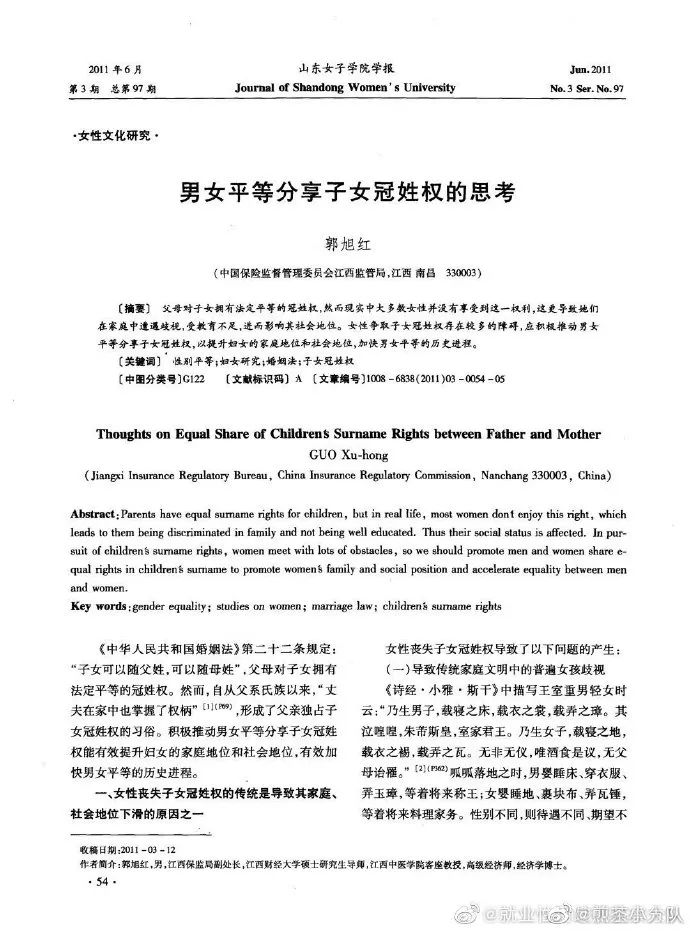 2011 年 6 月
山东女子学院学报
Jun. 2011
第 3 期 总第 97 期
Journal of Shandong Women's University
No. 3 Ser. No. 97
·女性文化研究·
男女平等分享子女冠姓权的思考
郭旭红
(中国保险监督管理委员会江西监管局,江西 南昌 330003)
〔摘要〕 父母对子女拥有法定平等的冠姓权,然而现实中大多数女性并没有享受到这一权利,这更导致她们
在家庭中遭遇歧视,受教育不足,进而影响其社会地位。女性争取子女冠姓权存在较多的障碍,应积极推动男女
平等分享子女冠姓权,以提升妇女的家庭地位和社会地位,加快男女平等的历史进程。
〔关键词〕 性别平等;妇女研究;婚姻法;子女冠姓权
〔中图分类号〕G122 〔文献标识码〕A 〔文章编号〕1008-6838(2011)03-0054-05
Thoughts on Equal Share of Children's Surname Rights between Father and Mother
GUO Xu-hong
(Jiangxi Insurance Regulatory Bureau, China Insurance Regulatory Commission, Nanchang 330003, China)
Abstract: Parents have equal surname rights for children, but in real life, most women don't enjoy this right, which
leads to them being discriminated in family and not being well educated. Thus their social status is affected. In pur-
suit of children's surname rights, women meet with lots of obstacles, so we should promote men and women share e-
qual rights in children's surname to promote women's family and social position and accelerate equality between men
and women.
Key words: gender equality; studies on women; marriage law; children's surname rights
《中华人民共和国婚姻法》第二十二条规定:
“子女可以随父姓,可以随母姓”,父母对子女拥有
法定平等的冠姓权。然而,自从父系氏族以来,“丈
夫在家中也掌握了权柄”[1](P69),形成了父亲独占子
女冠姓权的习俗。积极推动男女平等分享子女冠姓
权能有效提升妇女的家庭地位和社会地位,有效加
快男女平等的历史进程。
一、女性丧失子女冠姓权的传统是导致其家庭、
社会地位下滑的原因之一
女性丧失子女冠姓权导致了以下问题的产生:
(一)导致传统家庭文明中的普遍女孩歧视
《诗经·小雅·斯干》中描写王室重男轻女时
云:“乃生男子,载寝之床,载衣之裳,载弄之璋。其
泣喤喤,朱芾斯皇,室家君王。乃生女子,载寝之地,
载衣之裼,载弄之瓦。无非无仪,唯酒食是议,无父
母诒罹。”[2](P362)呱呱落地之时,男婴睡床、穿衣服、
弄玉璋,等着将来称王;女婴睡地、裹块布、弄瓦锤,
等着将来料理家务。性别不同,则待遇不同、期望不
收稿日期:2011-03-12
作者简介:郭旭红,男,江西保监局副处长,江西财经大学硕士研究生导师,江西中医学院客座教授,高级经济师,经济学博士。
·54·